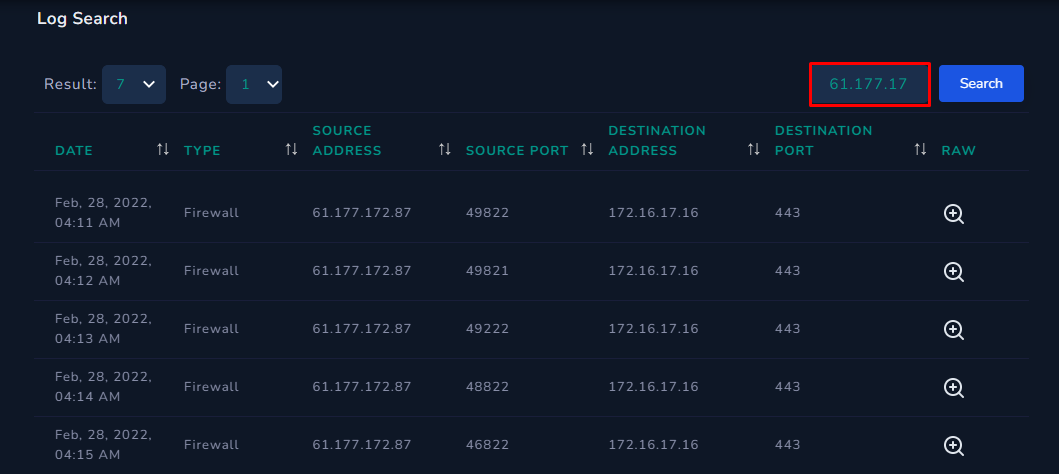 Log Search
Result: 7 Page: 1 61.177.17 Search
DATE TYPE SOURCE ADDRESS SOURCE PORT DESTINATION ADDRESS DESTINATION PORT RAW
Feb, 28, 2022, 04:11 AM Firewall 61.177.172.87 49822 172.16.17.16 443
Feb, 28, 2022, 04:12 AM Firewall 61.177.172.87 49821 172.16.17.16 443
Feb, 28, 2022, 04:13 AM Firewall 61.177.172.87 49222 172.16.17.16 443
Feb, 28, 2022, 04:14 AM Firewall 61.177.172.87 48822 172.16.17.16 443
Feb, 28, 2022, 04:15 AM Firewall 61.177.172.87 46822 172.16.17.16 443